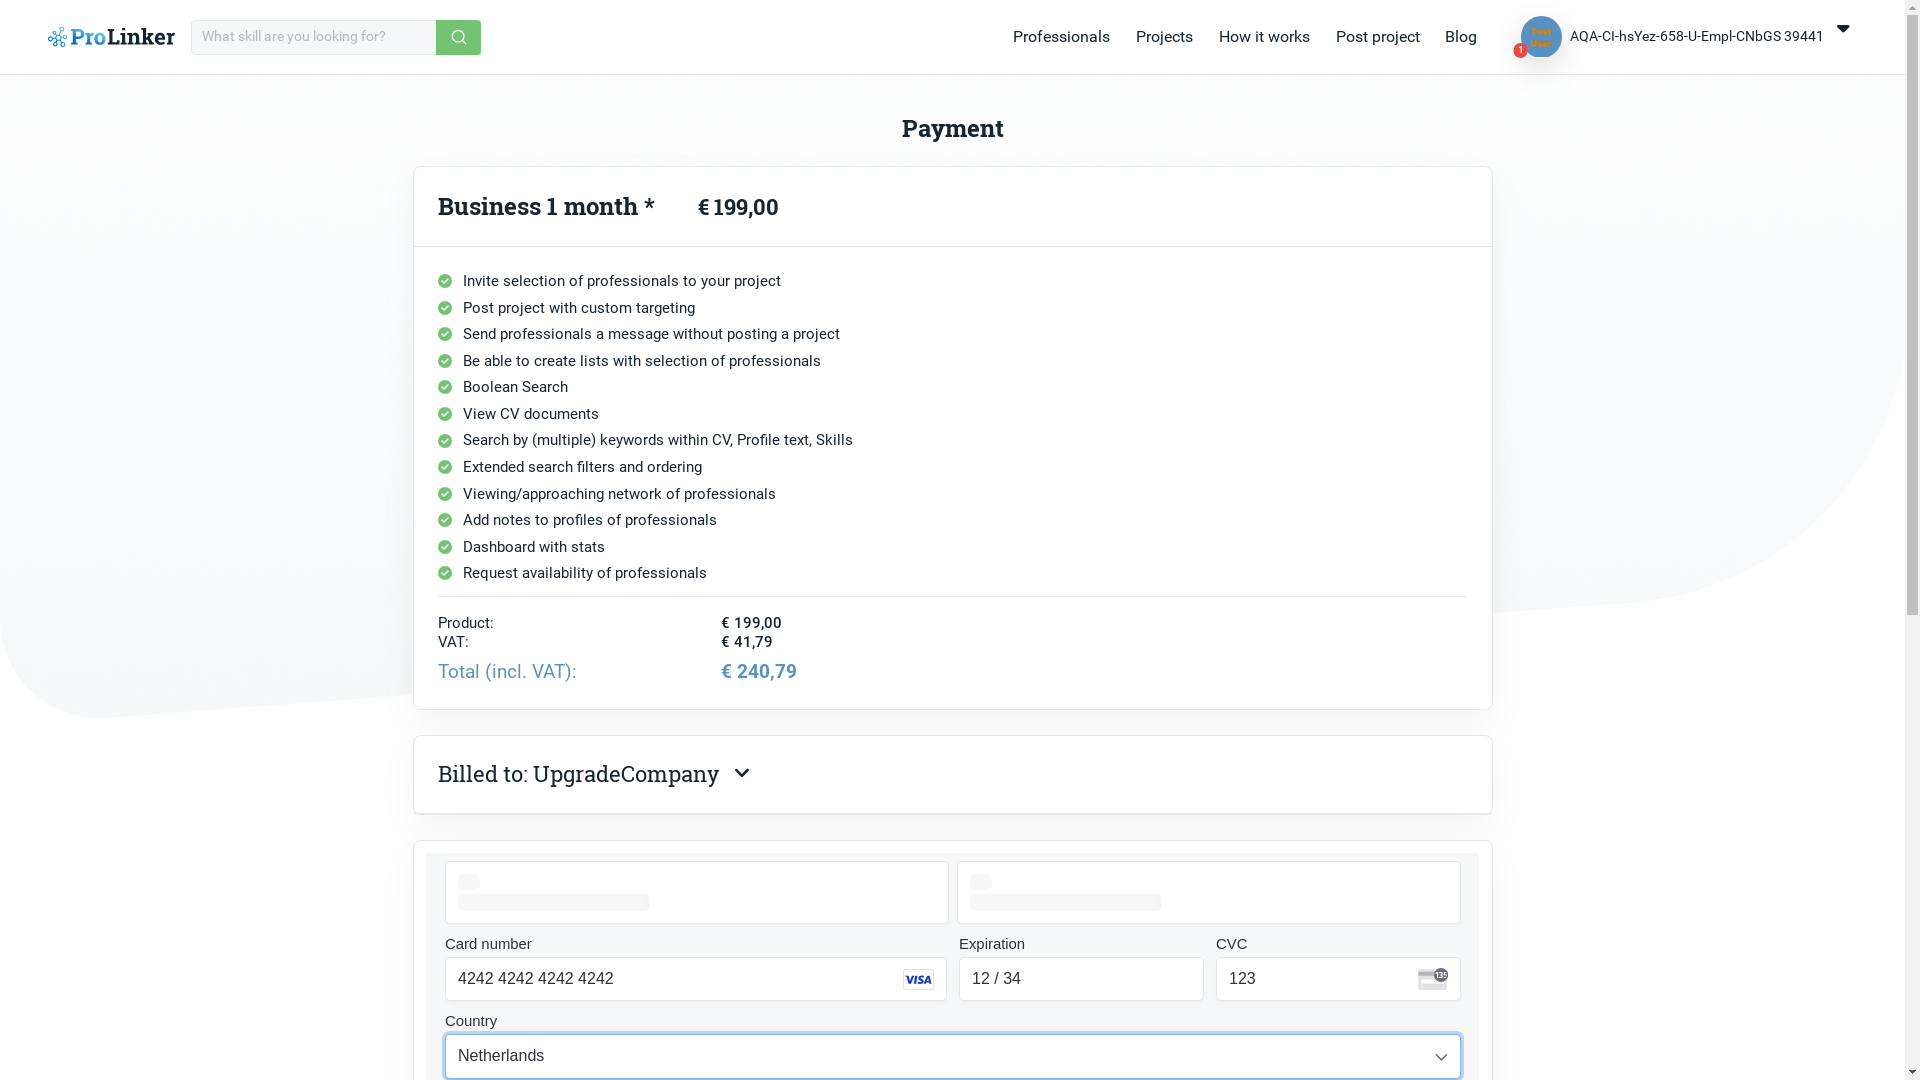 ProLinker
What skill are you looking for?
Professionals
Projects
How it works
Post project
Blog
Test
User
1
AQA-CI-hsYez-658-U-Empl-CNbGS 39441
Payment
Business 1 month *
€ 199,00
Invite selection of professionals to your project
Post project with custom targeting
Send professionals a message without posting a project
Be able to create lists with selection of professionals
Boolean Search
View CV documents
Search by (multiple) keywords within CV, Profile text, Skills
Extended search filters and ordering
Viewing/approaching network of professionals
Add notes to profiles of professionals
Dashboard with stats
Request availability of professionals
Product: € 199,00
VAT: € 41,79
Total (incl. VAT): € 240,79
Billed to: UpgradeCompany
Card number
Expiration
CVC
4242 4242 4242 4242
VISA
12 / 34
123
135
Country
Netherlands